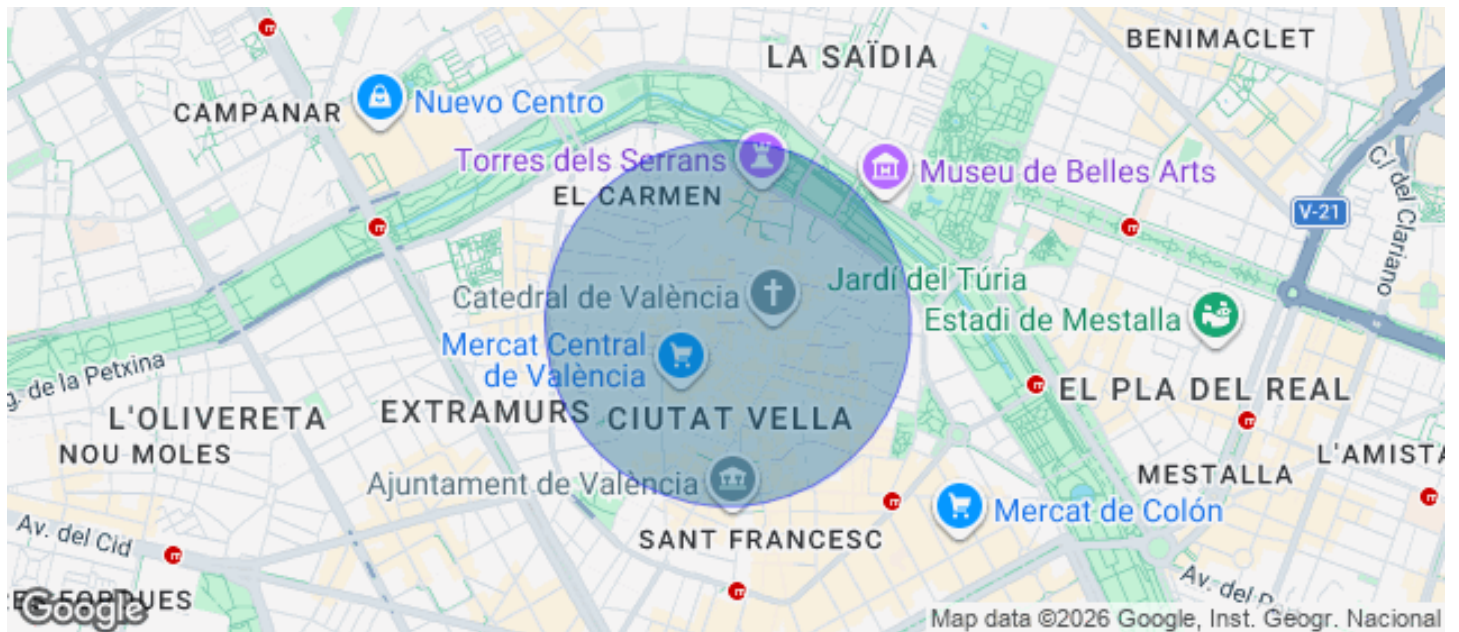 BENIMACLET
LA SAÏDIA
CAMPANAR
Nuevo Centro
Torres dels Serrans
Museu de Belles Arts
C/ del Clariano
EL CARMEN
V-21
Jardí del Túria
Catedral de València
Estadi de Mestalla
Mercat Central
de València
g. de la Petxina
EL PLA DEL REAL
L'OLIVERETA
EXTRAMURS
CIUTAT VELLA
NOU MOLES
L'AMISTA
MESTALLA
Ajuntament de València
Mercat de Colón
Av. del Cid
SANT FRANCESC
Av. del
Google
Map data ©2026 Google, Inst. Geogr. Nacional